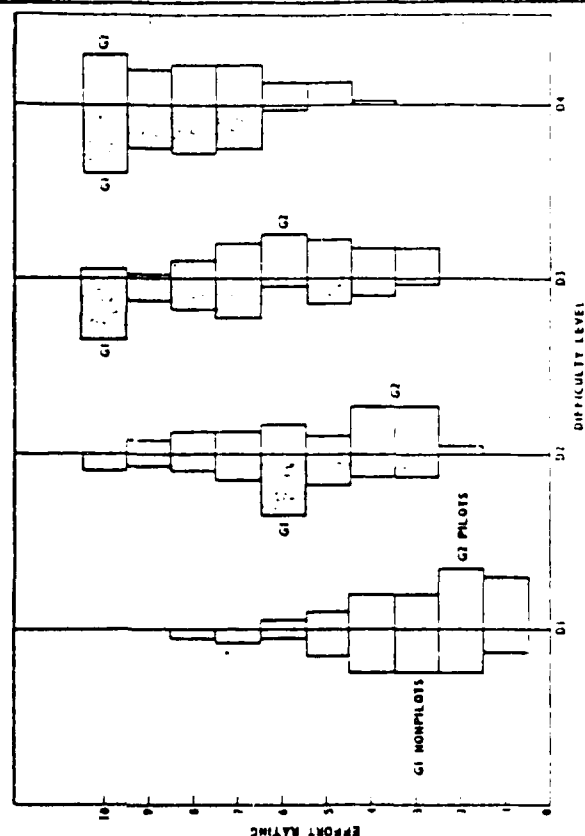 EFFORT RATING
10
9
8
7
6
5
4
3
2
1
0
G1 NONPILOTS
G2 PILOTS
G1
G2
G1
G2
G1
G2
D1
D2
D3
D4
DIFFICULTY LEVEL